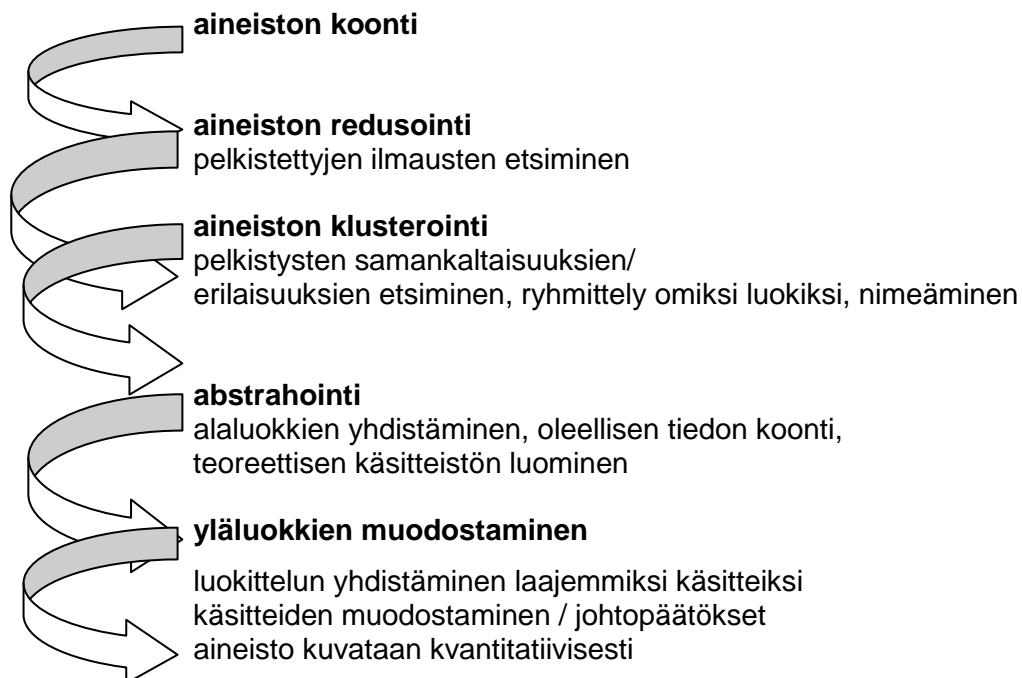 aineiston koonti
aineiston redusointi
pelkistettyjen ilmausten etsiminen
aineiston klusterointi
pelkistysten samankaltaisuuksien/
erilaisuuksien etsiminen, ryhmittely omiksi luokiksi, nimeäminen
abstrahointi
alaluokkien yhdistäminen, oleellisen tiedon koonti,
teoreettisen käsitteistön luominen
yläluokkien muodostaminen
luokittelun yhdistäminen laajemmiksi käsitteiksi
käsitteiden muodostaminen / johtopäätökset
aineisto kuvataan kvantitatiivisesti